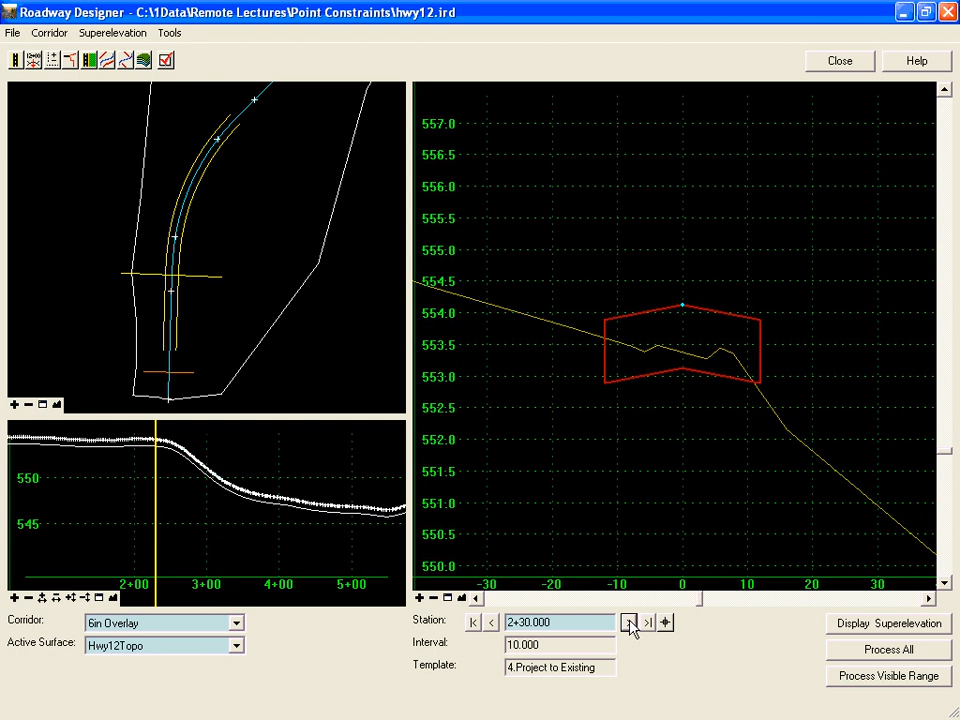 Roadway Designer - C:\1Data\Remote Lectures\Point Constraints\hwy12.ird
File Corridor Superelevation Tools
Close Help
557.0
556.5
556.0
555.5
555.0
554.5
554.0
553.5
553.0
552.5
552.0
551.5
551.0
550.5
550.0
-30 -20 -10 0 10 20 30
550
545
2+00 3+00 4+00 5+00
Corridor: 6in Overlay
Active Surface: Hwy12Topo
Station: |< < 2+30.000 > >|
Interval: 10.000
Template: 4.Project to Existing
Display Superelevation
Process All
Process Visible Range